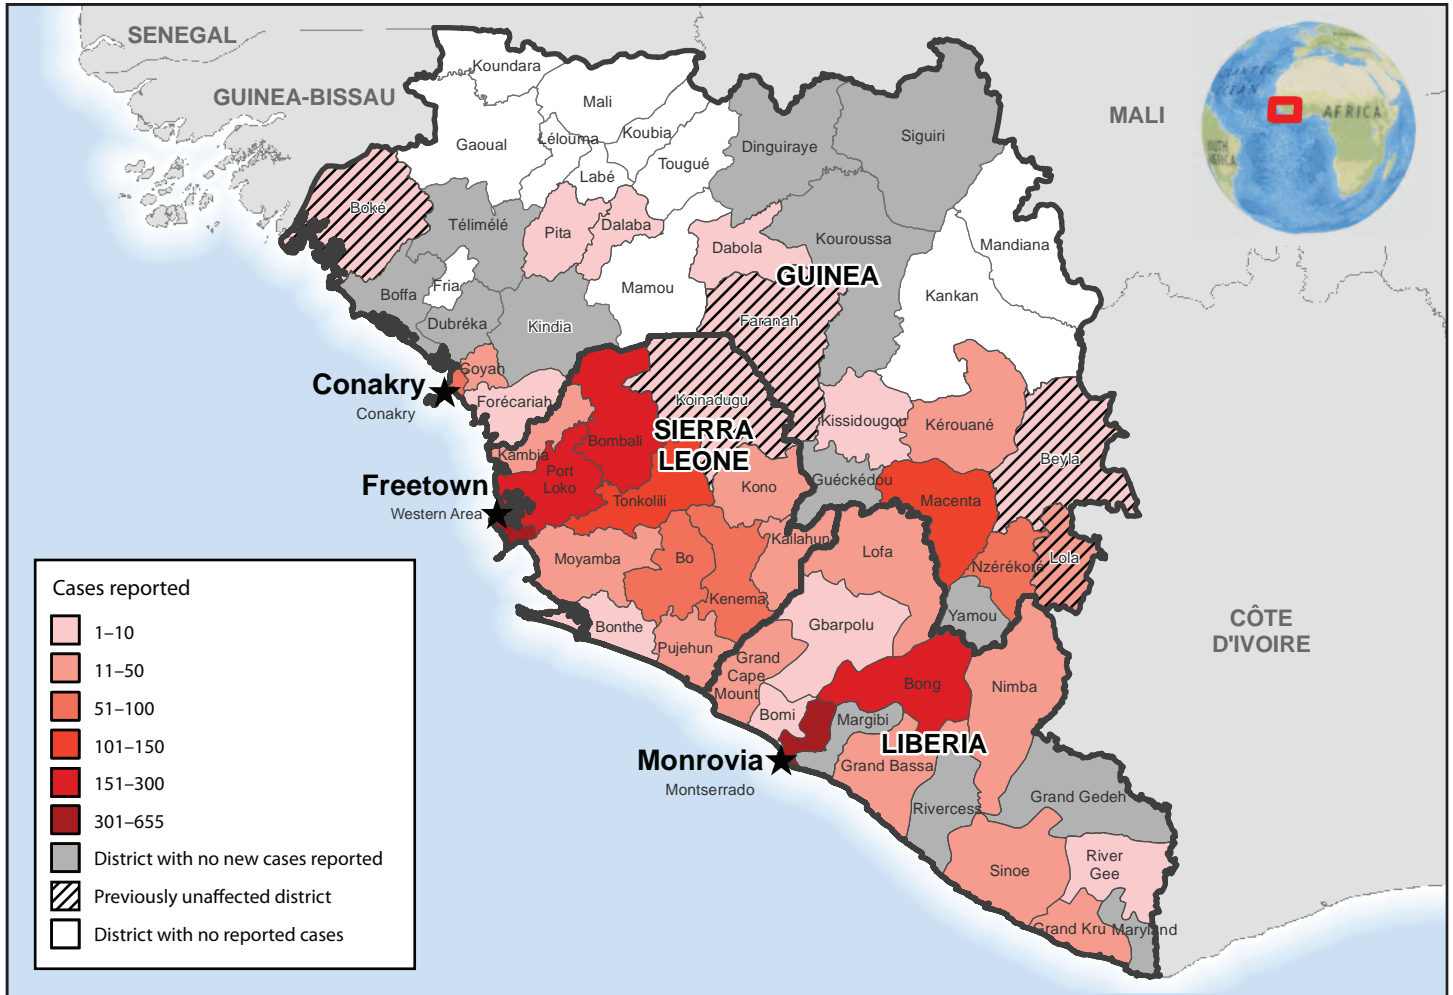 SENEGAL
GUINEA-BISSAU
MALI
CÔTE
D'IVOIRE
AFRICA
Koundara
Mali
Gaoual
Lélouma
Koubia
Labé
Tougué
Dinguiraye
Siguiri
Boké
Télimélé
Pita
Dalaba
Dabola
Kouroussa
Mandiana
GUINEA
Kankan
Fria
Boffa
Mamou
Dubréka
Kindia
Faranah
Coyah
Conakry
Conakry
Forécariah
Koinadugu
Kissidougou
Kérouané
Beyla
SIERRA
LEONE
Bombali
Kambia
Port
Loko
Freetown
Western Area
Tonkolili
Kono
Guéckédou
Macenta
Moyamba
Bo
Kailahun
Lofa
Nzérékoré
Lola
Kenema
Yamou
Bonthe
Pujehun
Gbarpolu
Grand
Cape
Mount
Bong
Nimba
Bomi
Margibi
LIBERIA
Monrovia
Montserrado
Grand Bassa
Rivercess
Grand Gedeh
Sinoe
River
Gee
Grand Kru
Maryland
Cases reported
1–10
11–50
51–100
101–150
151–300
301–655
District with no new cases reported
Previously unaffected district
District with no reported cases